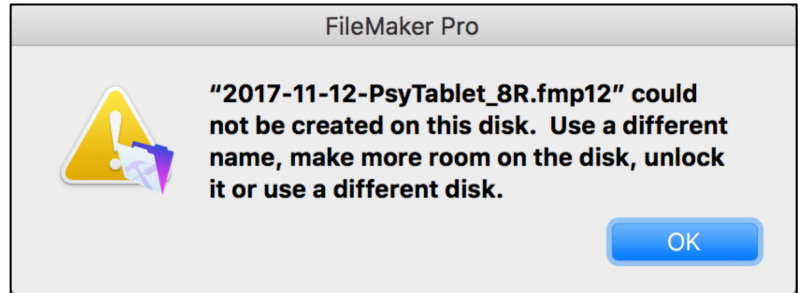 FileMaker Pro
“2017-11-12-PsyTablet_8R.fmp12” could
not be created on this disk.  Use a different
name, make more room on the disk, unlock
it or use a different disk.
OK